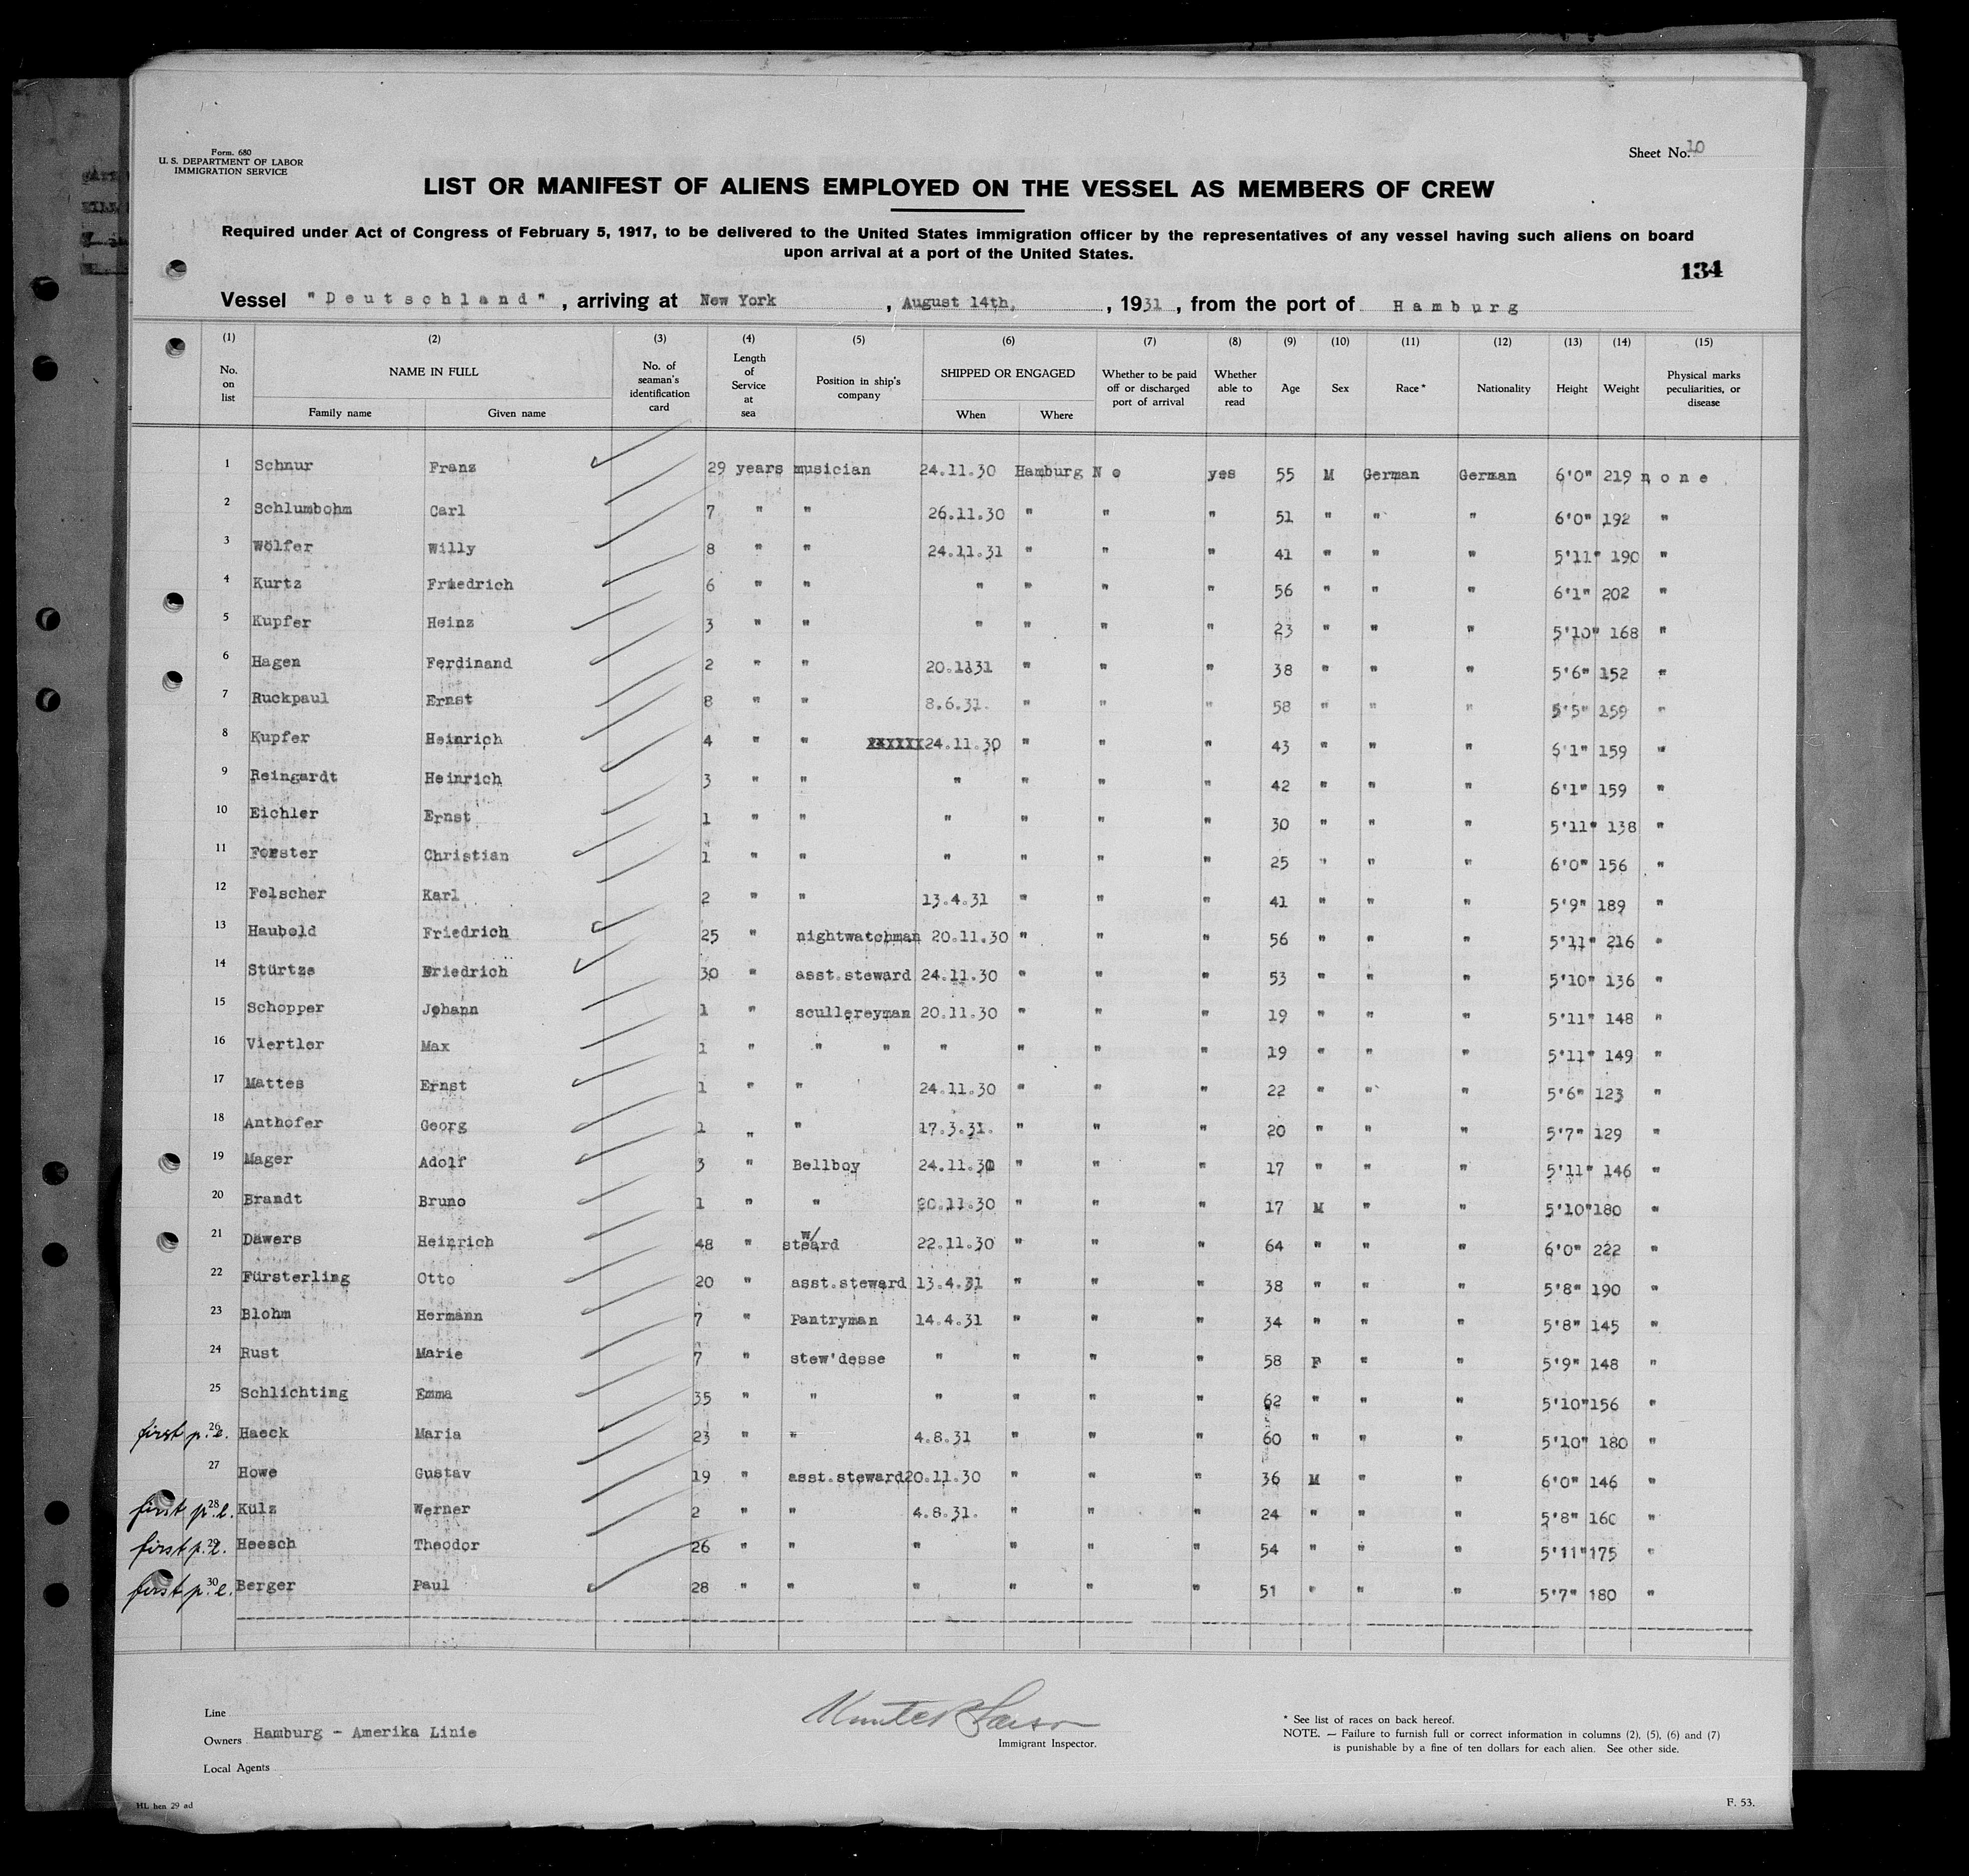 Form. 680
U. S. DEPARTMENT OF LABOR
IMMIGRATION SERVICE
Sheet No. 10
LIST OR MANIFEST OF ALIENS EMPLOYED ON THE VESSEL AS MEMBERS OF CREW
Required under Act of Congress of February 5, 1917, to be delivered to the United States immigration officer by the representatives of any vessel having such aliens on board
upon arrival at a port of the United States.
134
Vessel "Deutschland", arriving at New York, August 14th, 1931, from the port of Hamburg
(1) (2) (3) (4) (5) (6) (7) (8) (9) (10) (11) (12) (13) (14) (15)
No. on list NAME IN FULL No. of seaman's identification card Length of Service at sea Position in ship's company SHIPPED OR ENGAGED Whether to be paid off or discharged port of arrival Whether able to read Age Sex Race* Nationality Height Weight Physical marks peculiarities, or disease
Family name Given name When Where
1 Schnur Franz 29 years musician 24.11.30 Hamburg No yes 55 M German German 6'0" 219 none
2 Schlumbohm Carl 7 " " 26.11.30 " " " 51 " " " 6'0" 192 "
3 Wölfer Willy 8 " " 24.11.31 " " " 41 " " " 5'11" 190 "
4 Kurtz Friedrich 6 " " " " " " 56 " " " 6'1" 202 "
5 Kupfer Heinz 3 " " " " " " 23 " " " 5'10" 168 "
6 Hagen Ferdinand 2 " " 20.1131 " " " 38 " " " 5'6" 152 "
7 Ruckpaul Ernst 8 " " 8.6.31. " " " 58 " " " 5'5" 159 "
8 Kupfer Heinrich 4 " " 24.11.30 " " " 43 " " " 6'1" 159 "
9 Reingardt Heinrich 3 " " " " " " 42 " " " 6'1" 159 "
10 Eichler Ernst 1 " " " " " " 30 " " " 5'11" 138 "
11 Forster Christian 1 " " " " " " 25 " " " 6'0" 156 "
12 Felscher Karl 2 " " 13.4.31 " " " 41 " " " 5'9" 189 "
13 Haubold Friedrich 25 " nightwatchman 20.11.30 " " " 56 " " " 5'11" 216 "
14 Stürtze Friedrich 30 " asst.steward 24.11.30 " " " 53 " " " 5'10" 136 "
15 Schopper Johann 1 " scullereyman 20.11.30 " " " 19 " " " 5'11" 148 "
16 Viertler Max 1 " " " " " " " 19 " " " 5'11" 149 "
17 Mattes Ernst 1 " " 24.11.30 " " " 22 " " " 5'6" 123 "
18 Anthofer Georg 1 " " 17.3.31. " " " 20 " " " 5'7" 129 "
19 Mager Adolf 3 " Bellboy 24.11.30 " " " 17 " " " 5'11" 146 "
20 Brandt Bruno 1 " " 20.11.30 " " " 17 M " " 5'10" 180 "
21 Dawers Heinrich 48 " steward 22.11.30 " " " 64 " " " 6'0" 222 "
22 Fürsterling Otto 20 " asst.steward 13.4.31 " " " 38 " " " 5'8" 190 "
23 Blohm Hermann 7 " Pantryman 14.4.31 " " " 34 " " " 5'8" 145 "
24 Rust Marie 7 " stew'desse " " " " 58 F " " 5'9" 148 "
25 Schlichting Emma 35 " " " " " " 62 " " " 5'10" 156 "
first p.e. 26 Haeck Maria 23 " " 4.8.31 " " " 60 " " " 5'10" 180 "
27 Howe Gustav 19 " asst.steward 20.11.30 " " " 36 M " " 6'0" 146 "
first p.e. 28 Külz Werner 2 " " 4.8.31. " " " 24 " " " 5'8" 160 "
first p.e. 29 Heesch Theodor 26 " " " " " " 54 " " " 5'11" 175 "
first p.e. 30 Berger Paul 28 " " " " " " 51 " " " 5'7" 180 "
Line
Owners Hamburg - Amerika Linie
Local Agents
Immigrant Inspector.
* See list of races on back hereof.
NOTE. — Failure to furnish full or correct information in columns (2), (5), (6) and (7)
is punishable by a fine of ten dollars for each alien. See other side.
HL hen 29 ad
F. 53.